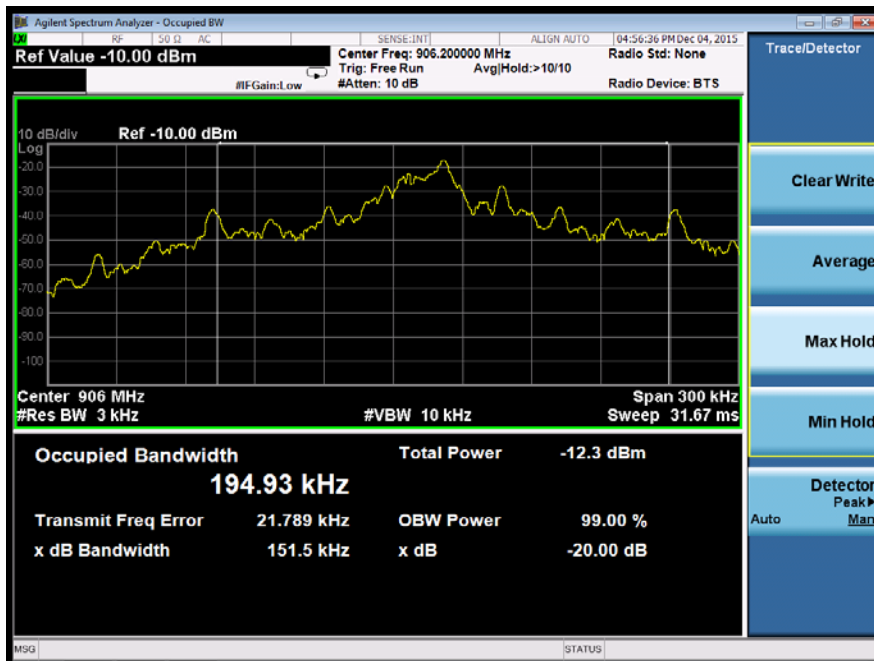 Agilent Spectrum Analyzer - Occupied BW
LXI RF 50 Ω AC SENSE:INT ALIGN AUTO 04:56:36 PM Dec 04, 2015
Ref Value -10.00 dBm
Center Freq: 906.200000 MHz
Radio Std: None
Trig: Free Run Avg|Hold:>10/10
#IFGain:Low #Atten: 10 dB
Radio Device: BTS
10 dB/div Ref -10.00 dBm
Log
-20.0
-30.0
-40.0
-50.0
-60.0
-70.0
-80.0
-90.0
-100
Center 906 MHz Span 300 kHz
#Res BW 3 kHz #VBW 10 kHz Sweep 31.67 ms
Occupied Bandwidth Total Power -12.3 dBm
194.93 kHz
Transmit Freq Error 21.789 kHz OBW Power 99.00 %
x dB Bandwidth 151.5 kHz x dB -20.00 dB
MSG STATUS
Trace/Detector
Clear Write
Average
Max Hold
Min Hold
Detector
Peak▶
Auto Man